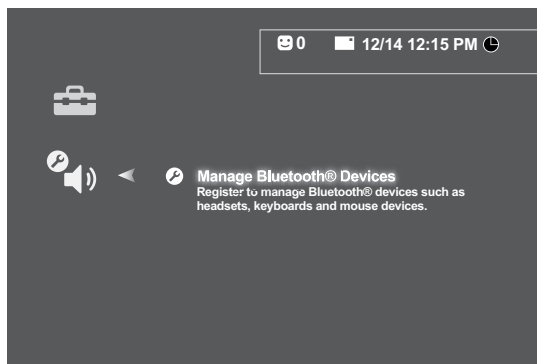 0 12/14 12:15 PM
Manage Bluetooth® Devices
Register to manage Bluetooth® devices such as
headsets, keyboards and mouse devices.